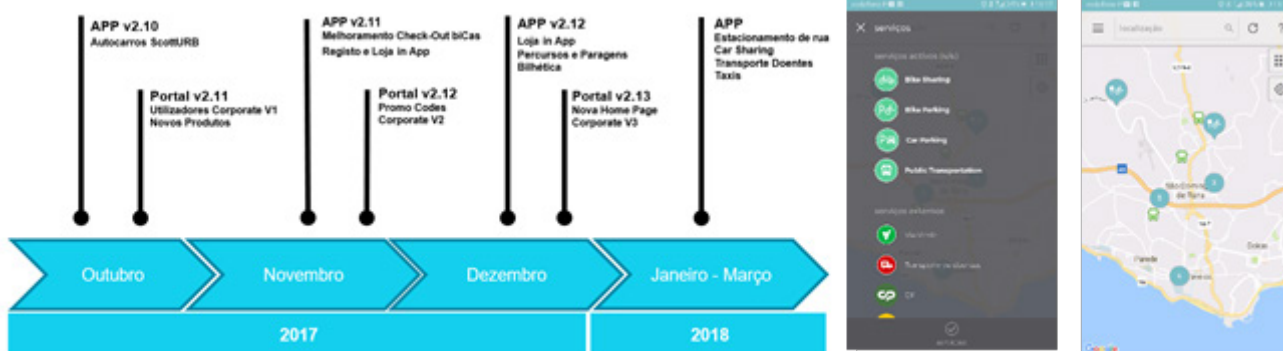 APP v2.10
Autocarros ScottURB
Portal v2.11
Utilizadores Corporate V1
Novos Produtos
APP v2.11
Melhoramento Check-Out biCas
Registo e Loja in App
Portal v2.12
Promo Codes
Corporate V2
APP v2.12
Loja in App
Percursos e Paragens
Bilhética
Portal v2.13
Nova Home Page
Corporate V3
APP
Estacionamento de rua
Car Sharing
Transporte Doentes
Taxis
Outubro
Novembro
Dezembro
Janeiro - Março
2017
2018
serviços
Bike Sharing
Bike Parking
Car Parking
Public Transportation
serviços externos
CP
localização
Parede